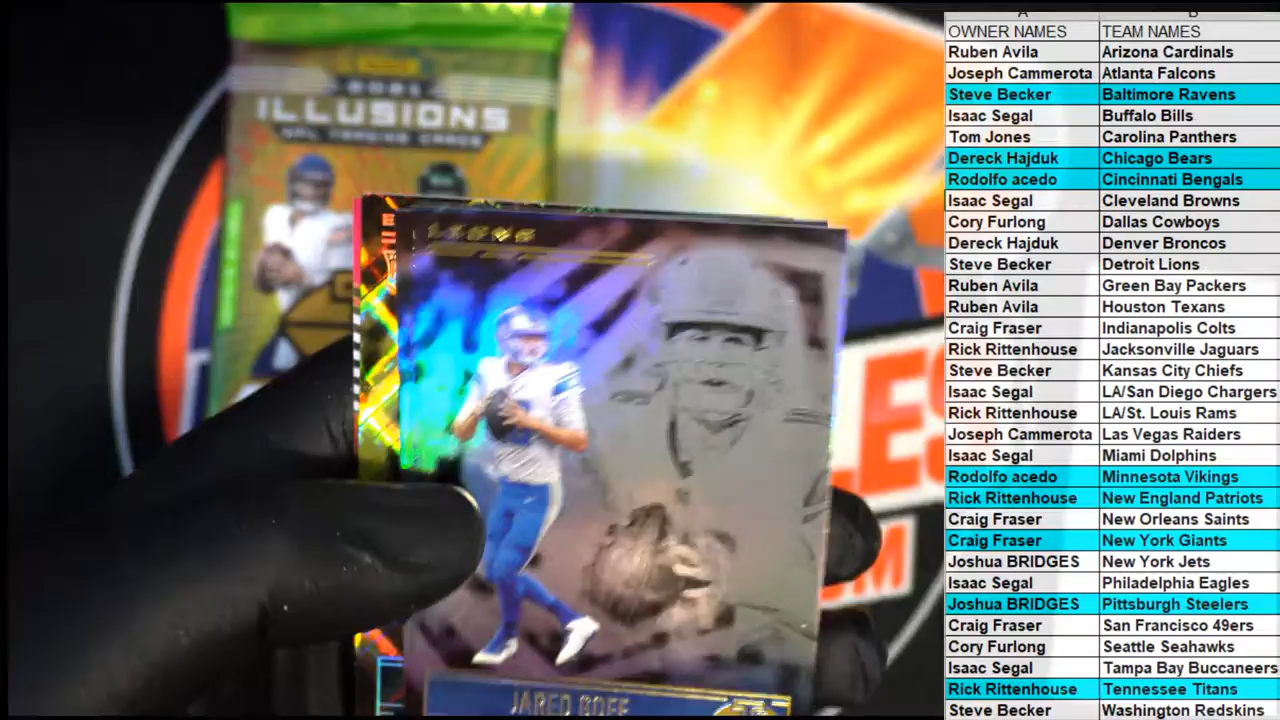 2021
ILLUSIONS
NFL TRADING CARDS
LIONS
JARED GOFF
LES
OM
A B
OWNER NAMES TEAM NAMES
Ruben Avila Arizona Cardinals
Joseph Cammerota Atlanta Falcons
Steve Becker Baltimore Ravens
Isaac Segal Buffalo Bills
Tom Jones Carolina Panthers
Dereck Hajduk Chicago Bears
Rodolfo acedo Cincinnati Bengals
Isaac Segal Cleveland Browns
Cory Furlong Dallas Cowboys
Dereck Hajduk Denver Broncos
Steve Becker Detroit Lions
Ruben Avila Green Bay Packers
Ruben Avila Houston Texans
Craig Fraser Indianapolis Colts
Rick Rittenhouse Jacksonville Jaguars
Steve Becker Kansas City Chiefs
Isaac Segal LA/San Diego Chargers
Rick Rittenhouse LA/St. Louis Rams
Joseph Cammerota Las Vegas Raiders
Isaac Segal Miami Dolphins
Rodolfo acedo Minnesota Vikings
Rick Rittenhouse New England Patriots
Craig Fraser New Orleans Saints
Craig Fraser New York Giants
Joshua BRIDGES New York Jets
Isaac Segal Philadelphia Eagles
Joshua BRIDGES Pittsburgh Steelers
Craig Fraser San Francisco 49ers
Cory Furlong Seattle Seahawks
Isaac Segal Tampa Bay Buccaneers
Rick Rittenhouse Tennessee Titans
Steve Becker Washington Redskins